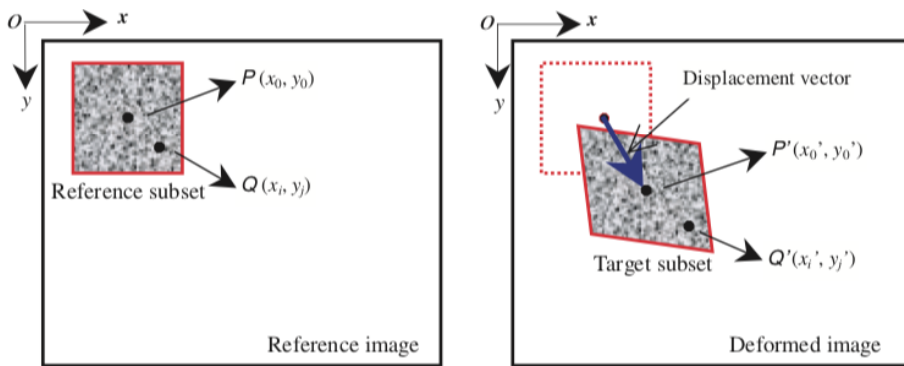 O x
y
P (x₀, y₀)
Q (xᵢ, yⱼ)
Reference subset
Reference image
O x
y
Displacement vector
P’(x₀’, y₀’)
Q’(xᵢ’, yⱼ’)
Target subset
Deformed image